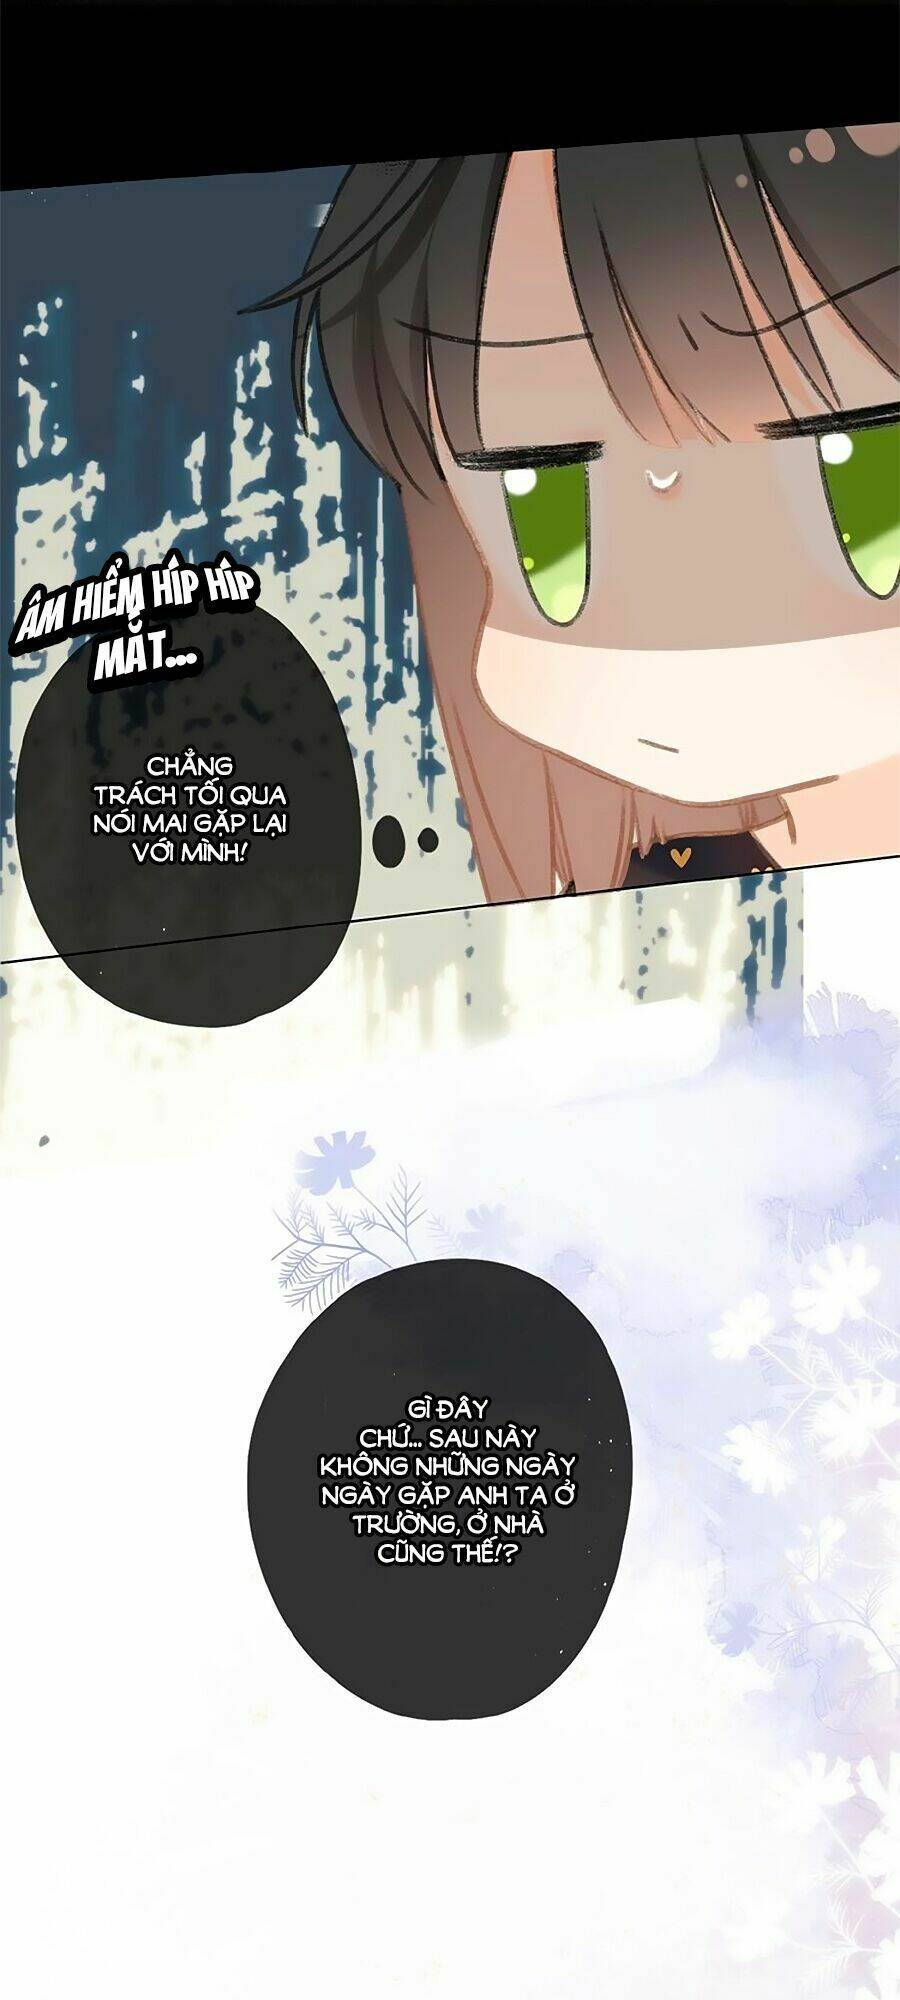 ÂM HIỂM HÍP HÍP
MẮT...
CHẲNG
TRÁCH TỐI QUA
NÓI MAI GẶP LẠI
VỚI MÌNH!
GÌ ĐÂY
CHỨ... SAU NÀY
KHÔNG NHỮNG NGÀY
NGÀY GẶP ANH TA Ở
TRƯỜNG, Ở NHÀ
CŨNG THẾ!?